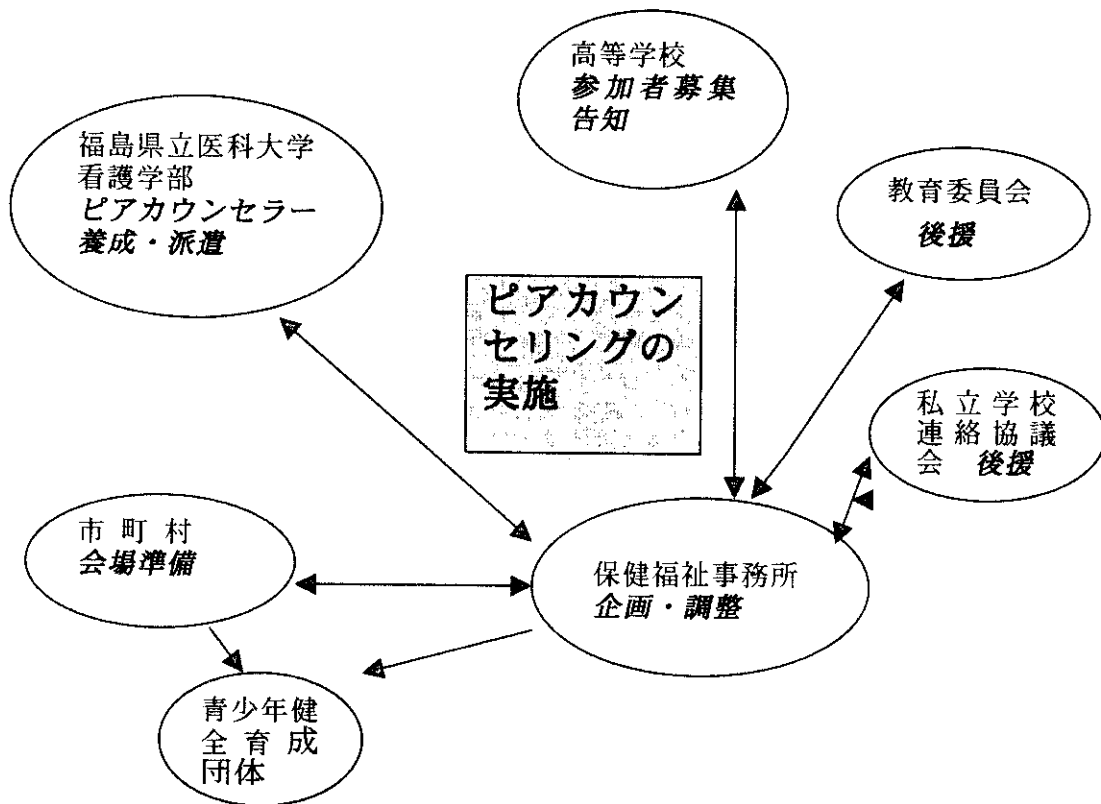 高等学校
参加者募集
告知
福島県立医科大学
看護学部
ピアカウンセラー
養成・派遣
教育委員会
後援
ピアカウン
セリングの
実施
私立学校
連絡協議
会 後援
市町村
会場準備
保健福祉事務所
企画・調整
青少年健
全育成
団体